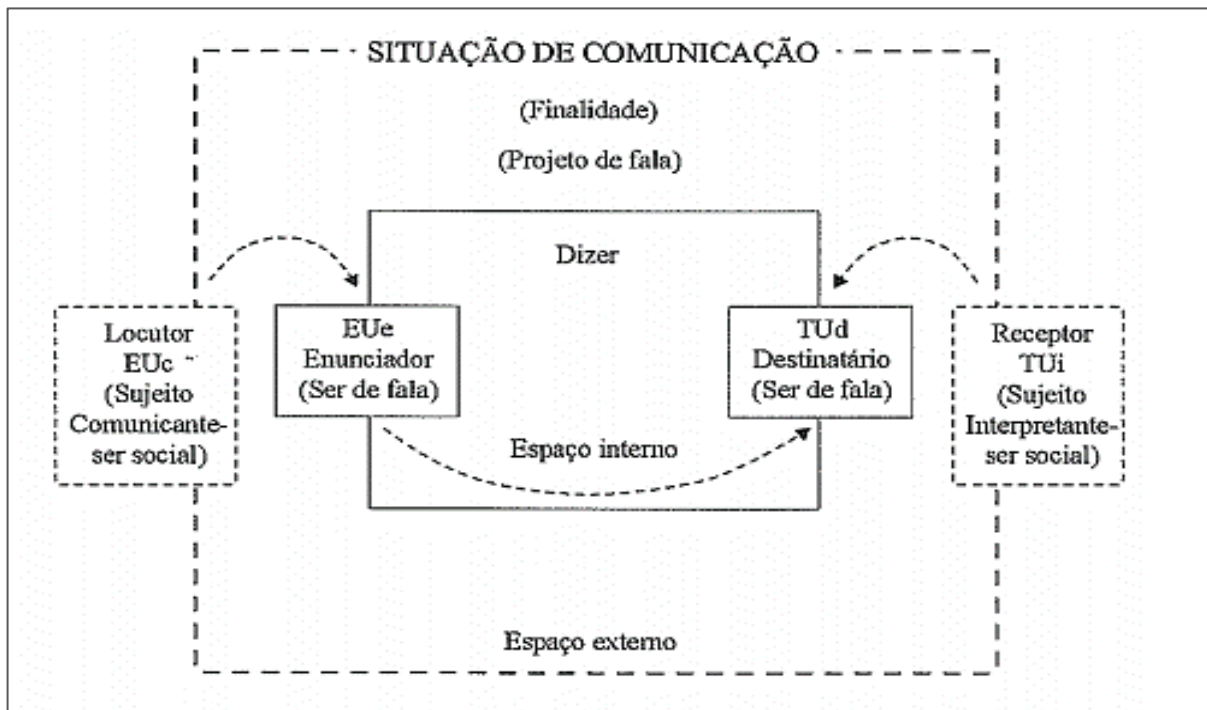 SITUAÇÃO DE COMUNICAÇÃO
(Finalidade)
(Projeto de fala)
Dizer
Locutor
EUc
(Sujeito
Comunicante-
ser social)
EUe
Enunciador
(Ser de fala)
TUd
Destinatário
(Ser de fala)
Receptor
TUi
(Sujeito
Interpretante-
ser social)
Espaço interno
Espaço externo